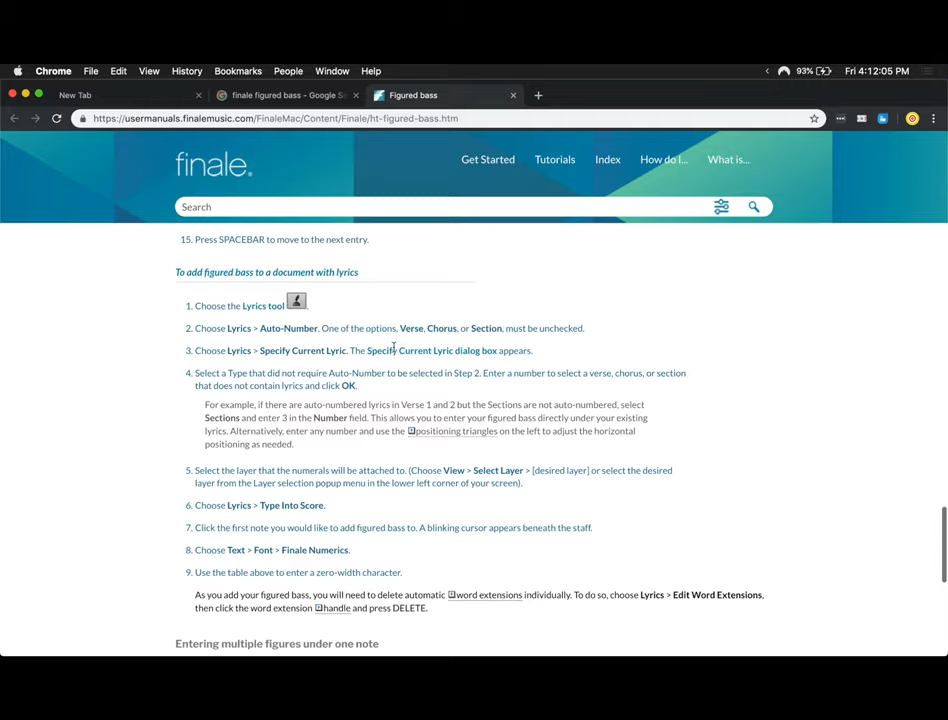 Chrome File Edit View History Bookmarks People Window Help 93% Fri 4:12:05 PM
New Tab finale figured bass - Google Se Figured bass
https://usermanuals.finalemusic.com/FinaleMac/Content/Finale/ht-figured-bass.htm
finale. Get Started Tutorials Index How do I... What is...
Search
15. Press SPACEBAR to move to the next entry.
To add figured bass to a document with lyrics
1. Choose the Lyrics tool .
2. Choose Lyrics > Auto-Number. One of the options, Verse, Chorus, or Section, must be unchecked.
3. Choose Lyrics > Specify Current Lyric. The Specify Current Lyric dialog box appears.
4. Select a Type that did not require Auto-Number to be selected in Step 2. Enter a number to select a verse, chorus, or section
that does not contain lyrics and click OK.
For example, if there are auto-numbered lyrics in Verse 1 and 2 but the Sections are not auto-numbered, select
Sections and enter 3 in the Number field. This allows you to enter your figured bass directly under your existing
lyrics. Alternatively, enter any number and use the positioning triangles on the left to adjust the horizontal
positioning as needed.
5. Select the layer that the numerals will be attached to. (Choose View > Select Layer > [desired layer] or select the desired
layer from the Layer selection popup menu in the lower left corner of your screen).
6. Choose Lyrics > Type Into Score.
7. Click the first note you would like to add figured bass to. A blinking cursor appears beneath the staff.
8. Choose Text > Font > Finale Numerics.
9. Use the table above to enter a zero-width character.
As you add your figured bass, you will need to delete automatic word extensions individually. To do so, choose Lyrics > Edit Word Extensions,
then click the word extension handle and press DELETE.
Entering multiple figures under one note